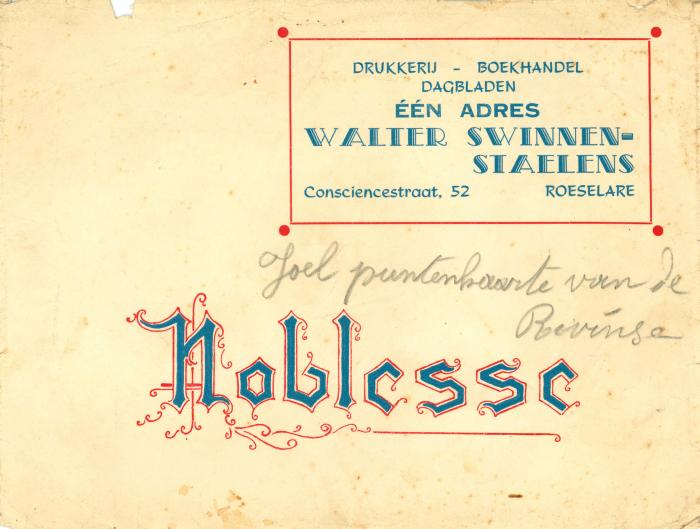 DRUKKERIJ - BOEKHANDEL
DAGBLADEN
ÉÉN ADRES
WALTER SWINNEN-
STAELENS
Consciencestraat, 52 ROESELARE
Joel puntenkaarte van de
Noblesse